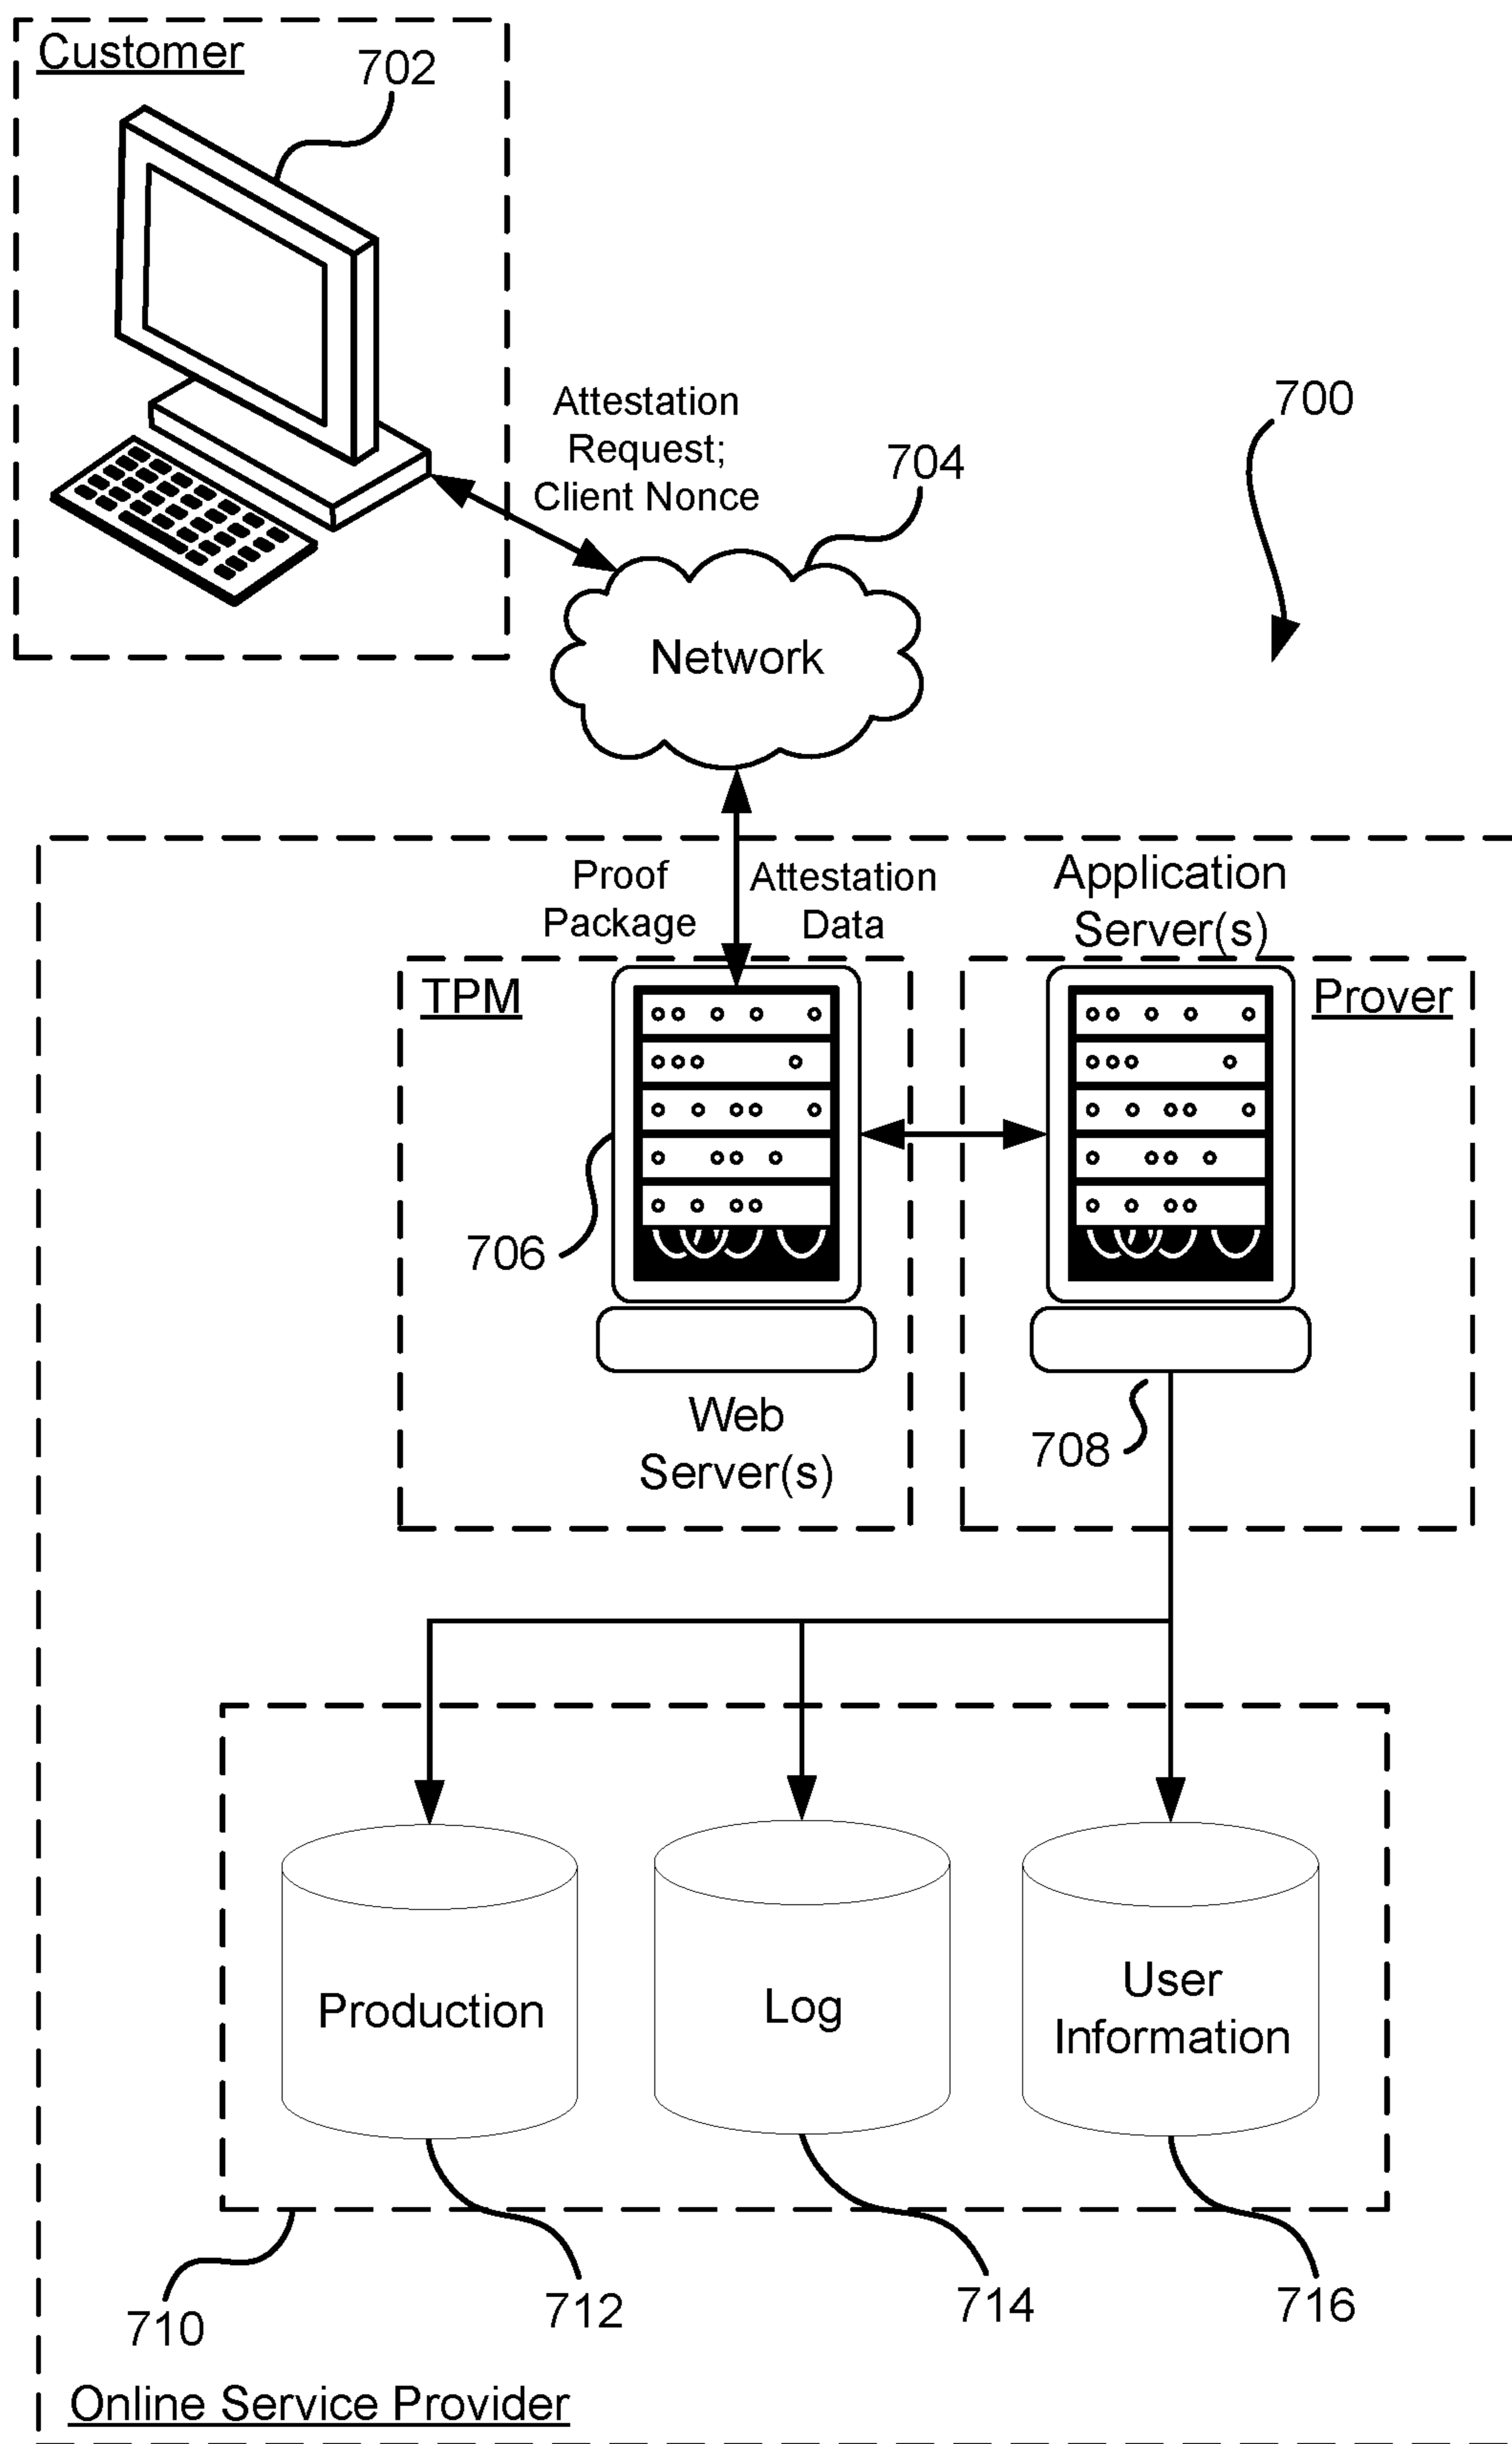 Customer
702
Attestation
Request;
Client Nonce
700
704
Network
Proof
Package
Attestation
Data
Application
Server(s)
TPM
Prover
706
Web
Server(s)
708
Production
Log
User
Information
710
712
714
716
Online Service Provider